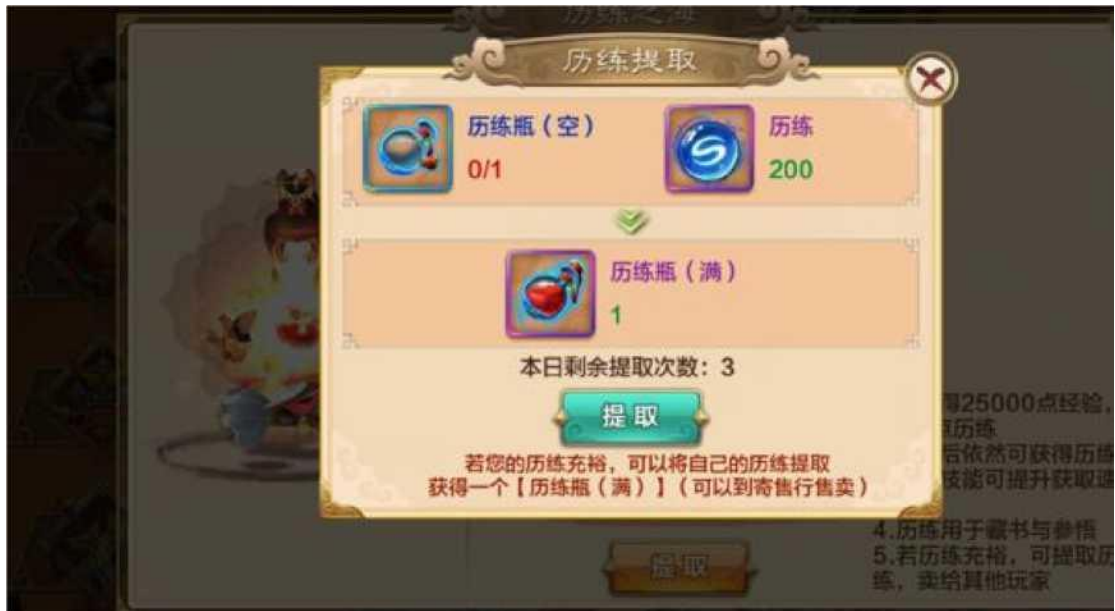 历练之海
历练提取
历练瓶（空）
0/1
历练
200
历练瓶（满）
1
本日剩余提取次数：3
提取
若您的历练充裕，可以将自己的历练提取
获得一个【历练瓶（满）】（可以到寄售行售卖）
得25000点经验，
点历练
后依然可获得历练
技能可提升获取速
4.历练用于藏书与参悟
5.若历练充裕，可提取历
练，卖给其他玩家
提取